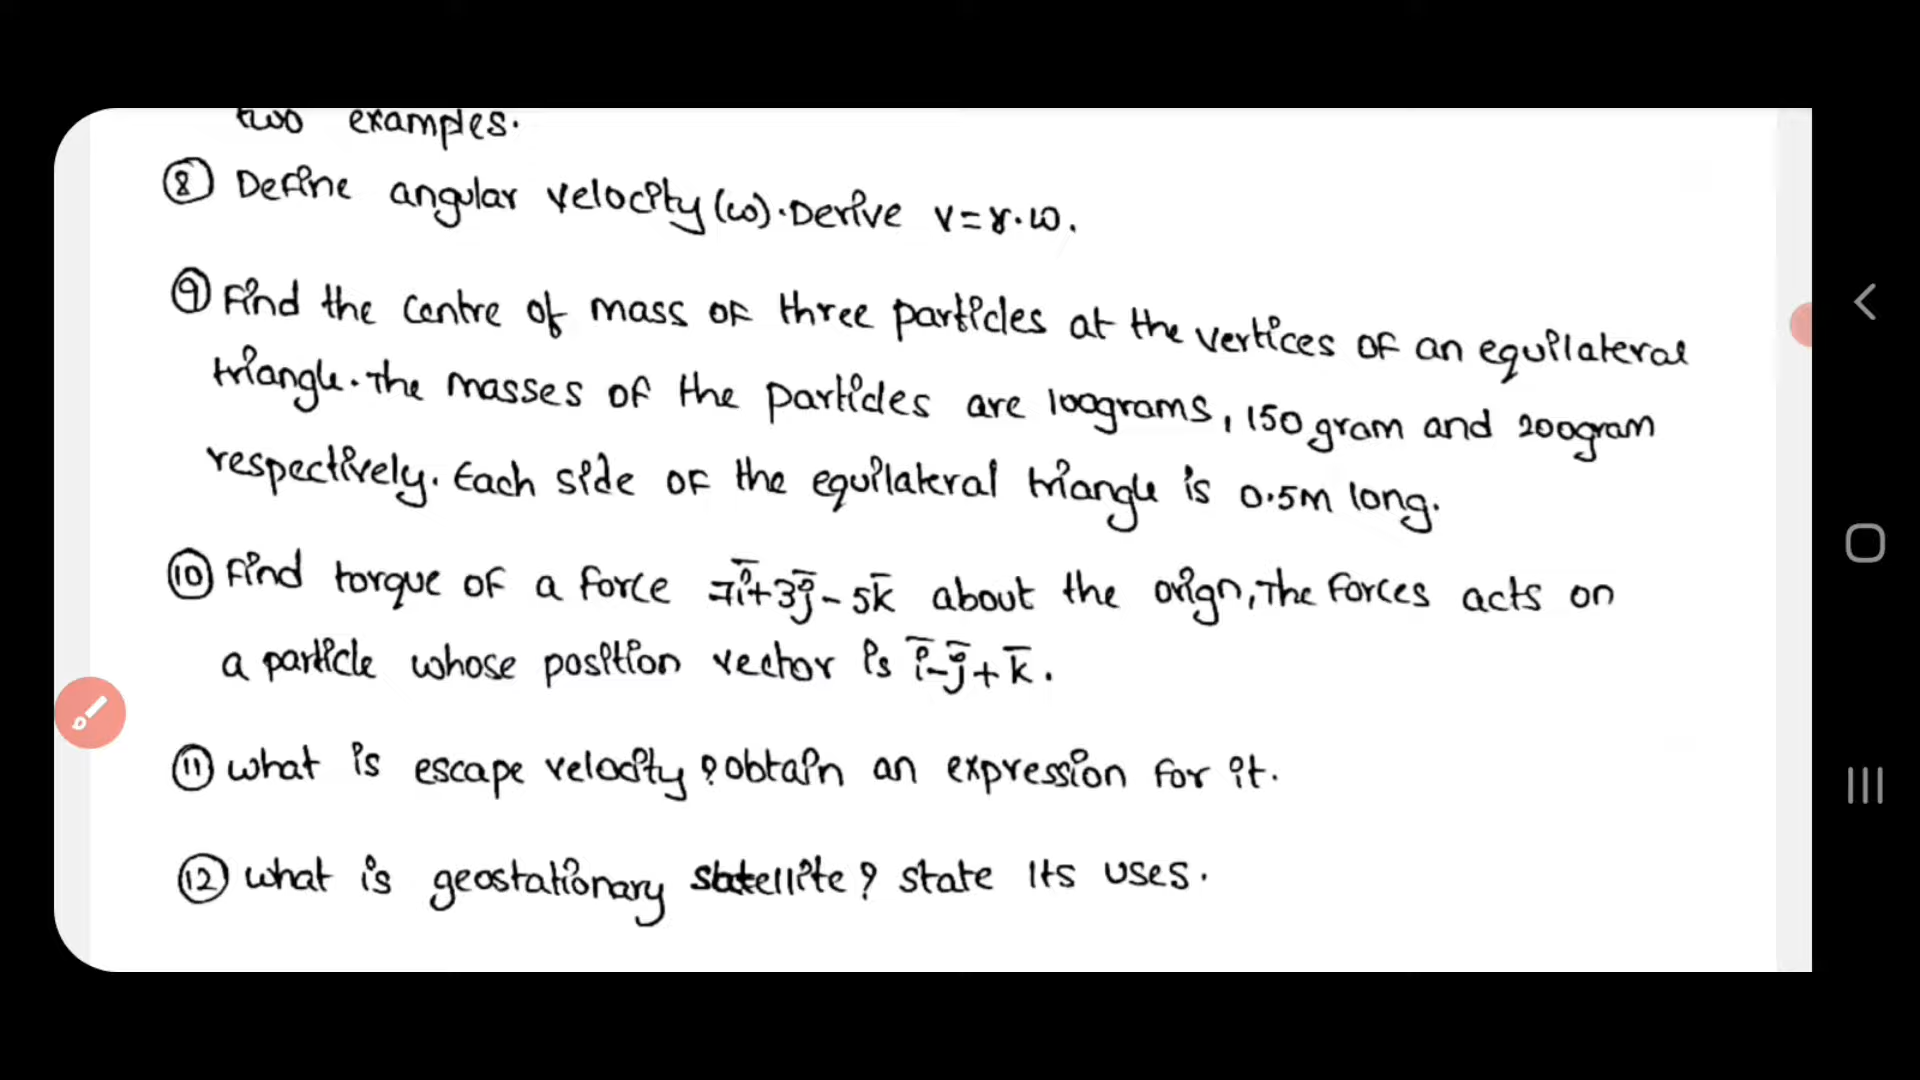 two examples.
⑧ Define angular velocity (ω). Derive v=r.ω.
⑨ Find the centre of mass of three particles at the vertices of an equilateral
triangle. The masses of the particles are 100grams, 150 gram and 200gram
respectively. Each side of the equilateral triangle is 0.5m long.
⑩ Find torque of a force 7i̅+3j̅-5k̅ about the orign, The forces acts on
a particle whose position vector is i̅-j̅+k̅.
⑪ what is escape velocity? obtain an expression for it.
⑫ what is geostationary satellite? state its uses.